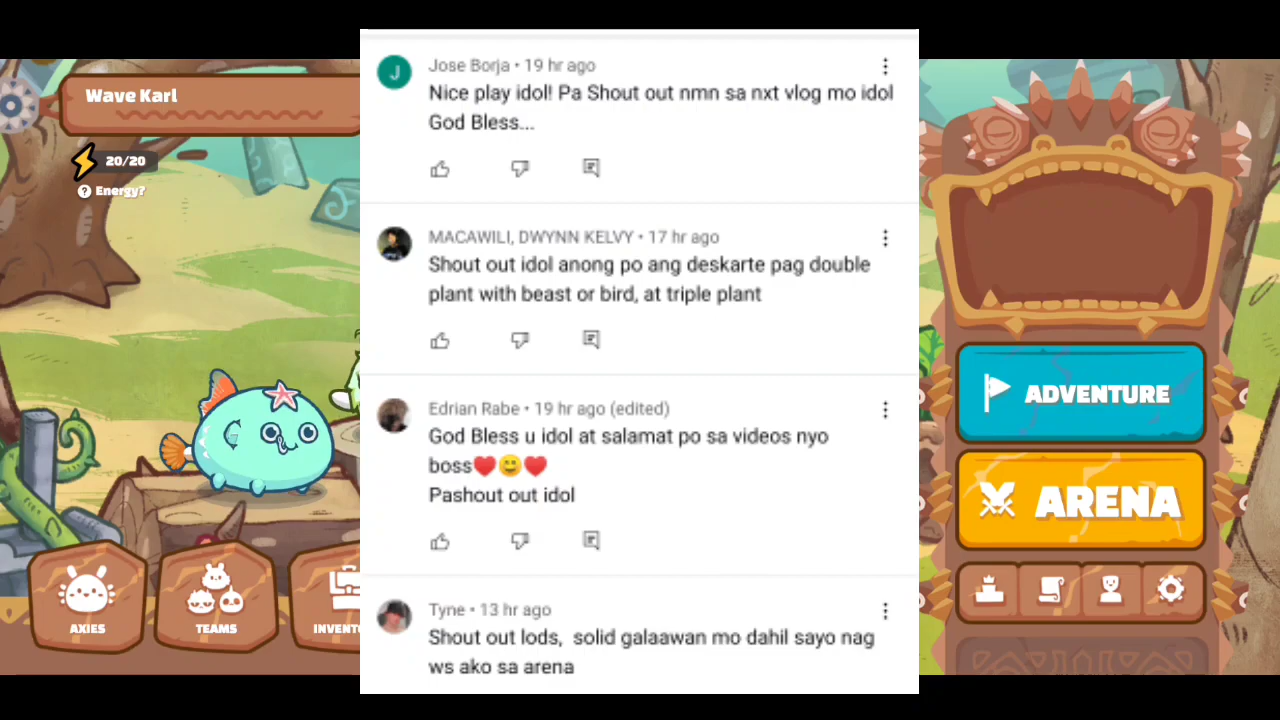 Wave Karl
20/20
Energy?
AXIES
TEAMS
INVENT
J
Jose Borja • 19 hr ago
Nice play idol! Pa Shout out nmn sa nxt vlog mo idol
God Bless...
MACAWILI, DWYNN KELVY • 17 hr ago
Shout out idol anong po ang deskarte pag double
plant with beast or bird, at triple plant
Edrian Rabe • 19 hr ago (edited)
God Bless u idol at salamat po sa videos nyo
boss❤️😄❤️
Pashout out idol
Tyne • 13 hr ago
Shout out lods,  solid galaawan mo dahil sayo nag
ws ako sa arena
ADVENTURE
ARENA